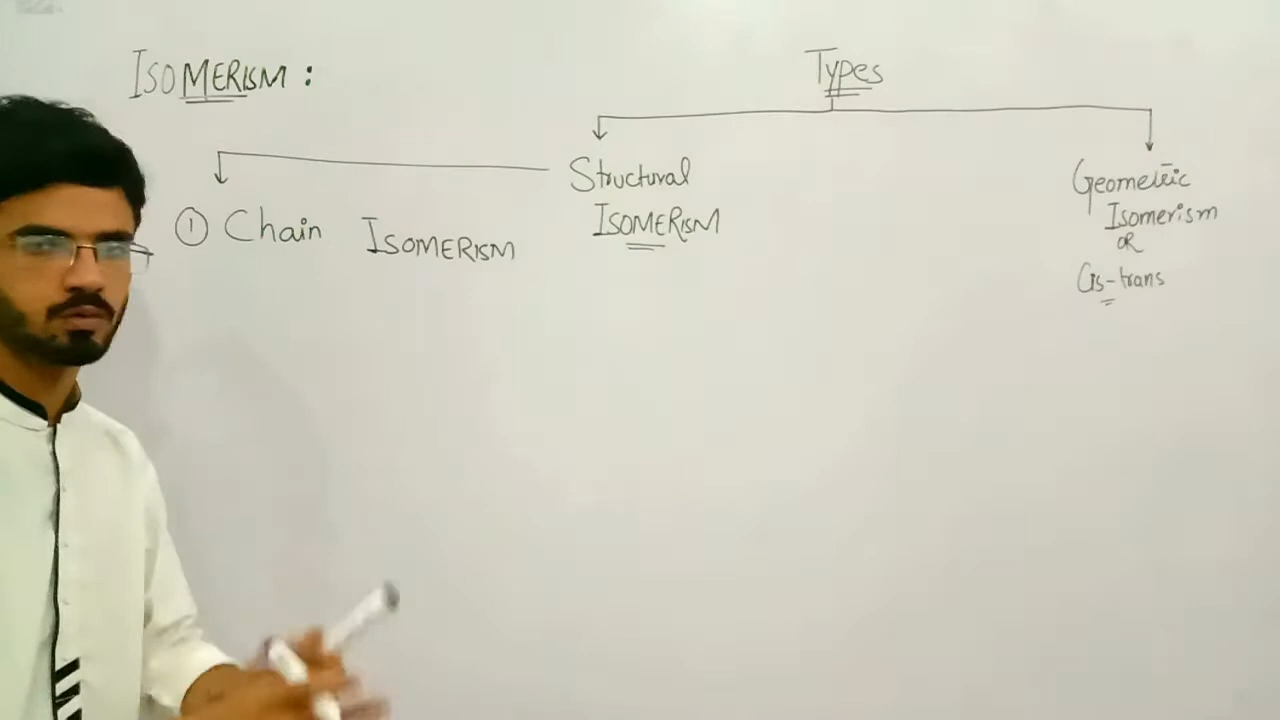 ISOMERISM :
Types
Structural
ISOMERISM
Geometric
Isomerism
OR
Cis-trans
① Chain ISOMERISM